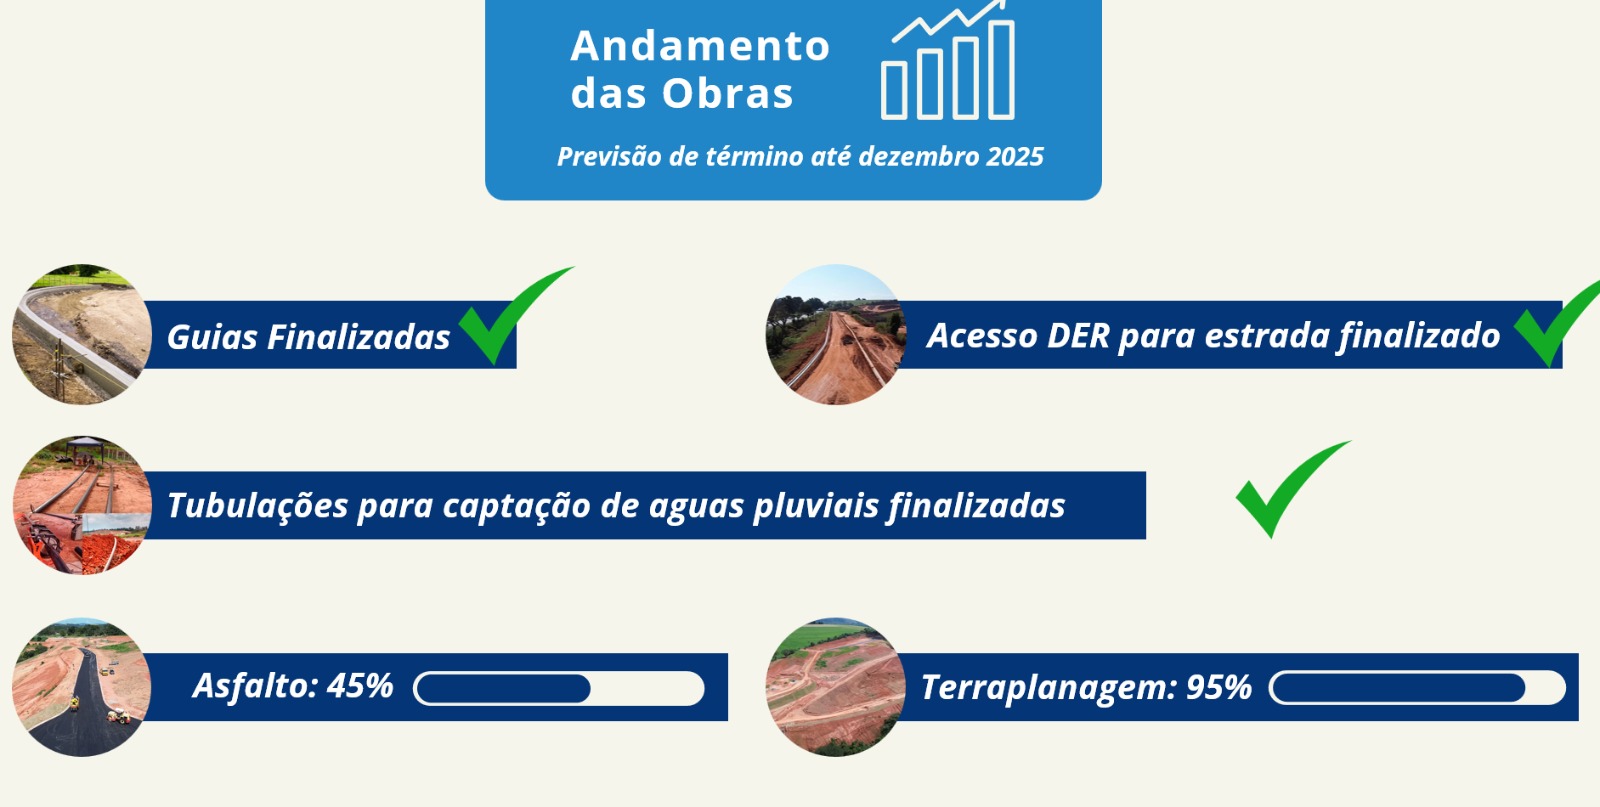 Andamento
das Obras
Previsão de término até dezembro 2025
Guias Finalizadas
Acesso DER para estrada finalizado
Tubulações para captação de aguas pluviais finalizadas
Asfalto: 45%
Terraplanagem: 95%